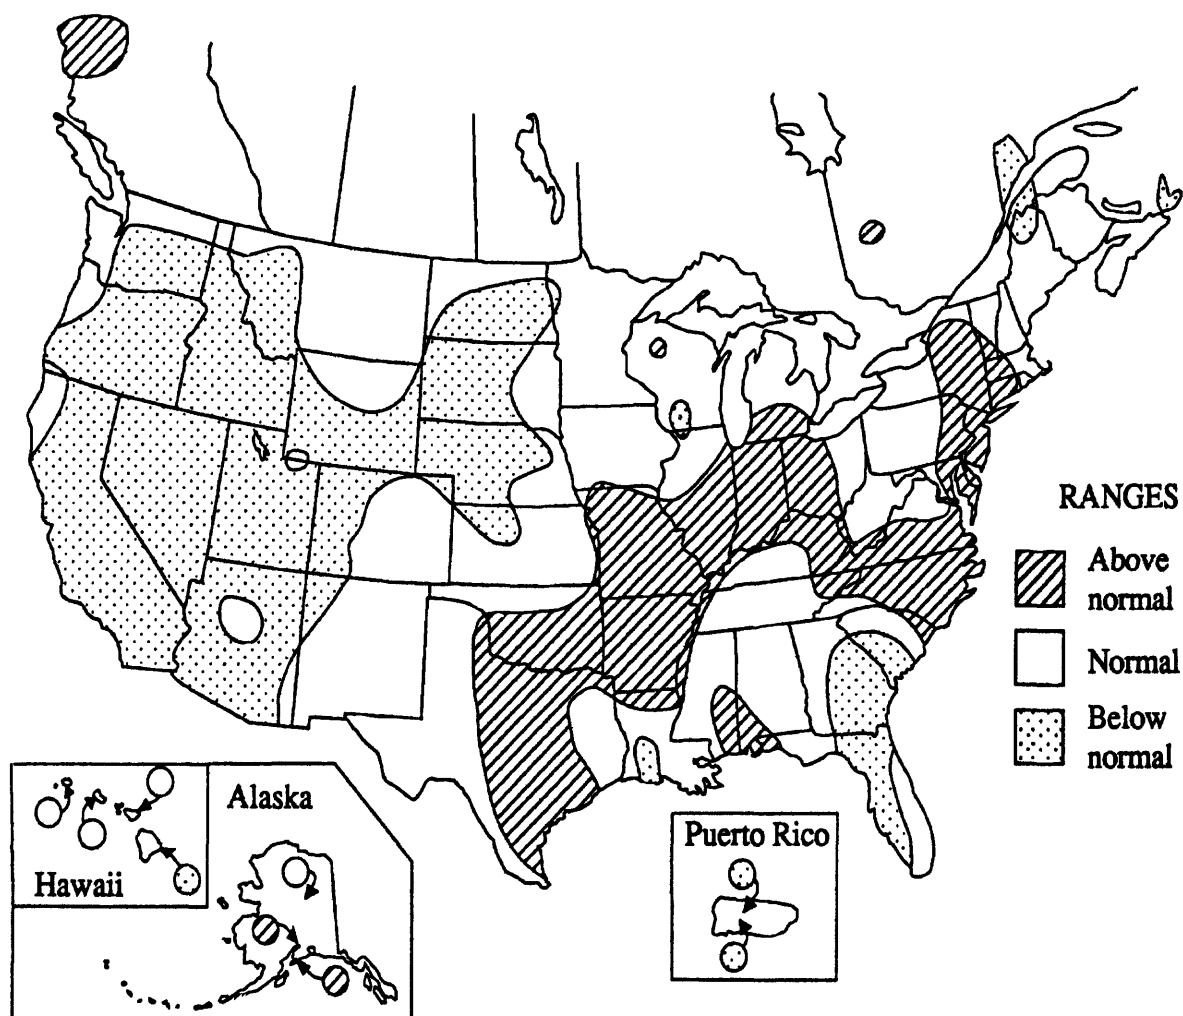 RANGES
Above
normal
Normal
Below
normal
Alaska
Hawaii
Puerto Rico